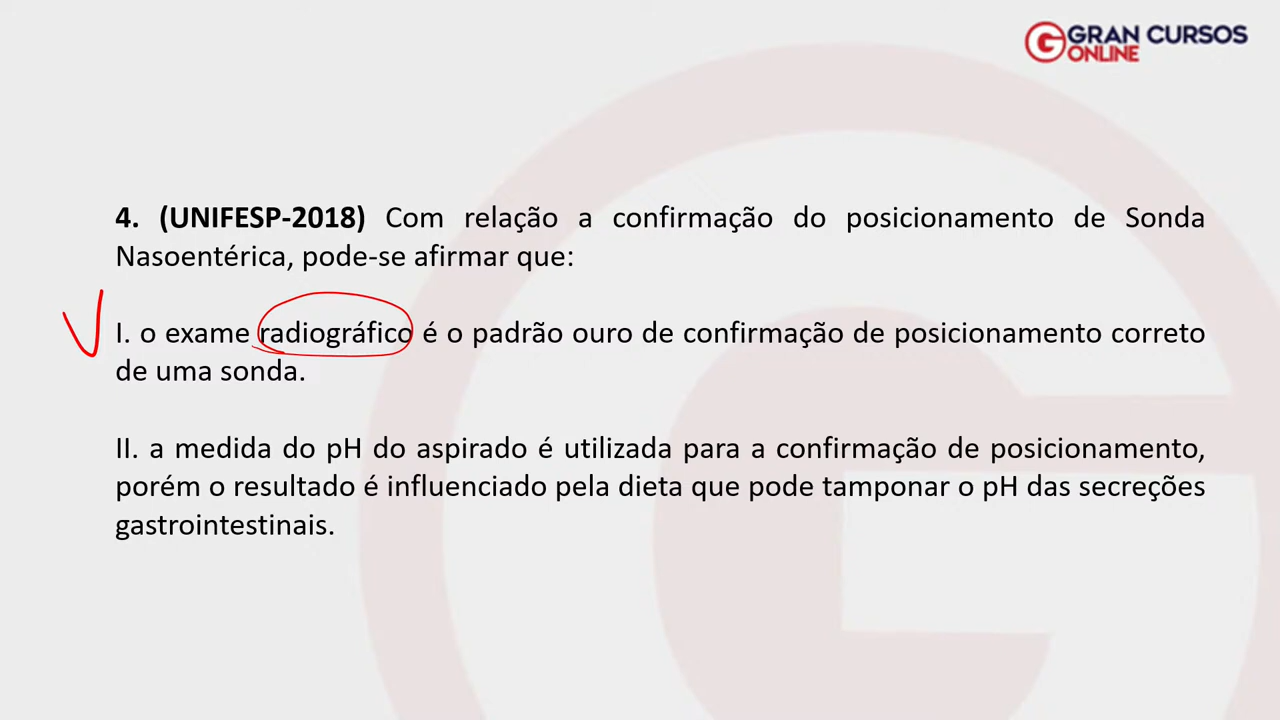 GRAN CURSOS
ONLINE
4. (UNIFESP-2018) Com relação a confirmação do posicionamento de Sonda
Nasoentérica, pode-se afirmar que:
I. o exame radiográfico é o padrão ouro de confirmação de posicionamento correto
de uma sonda.
II. a medida do pH do aspirado é utilizada para a confirmação de posicionamento,
porém o resultado é influenciado pela dieta que pode tamponar o pH das secreções
gastrointestinais.